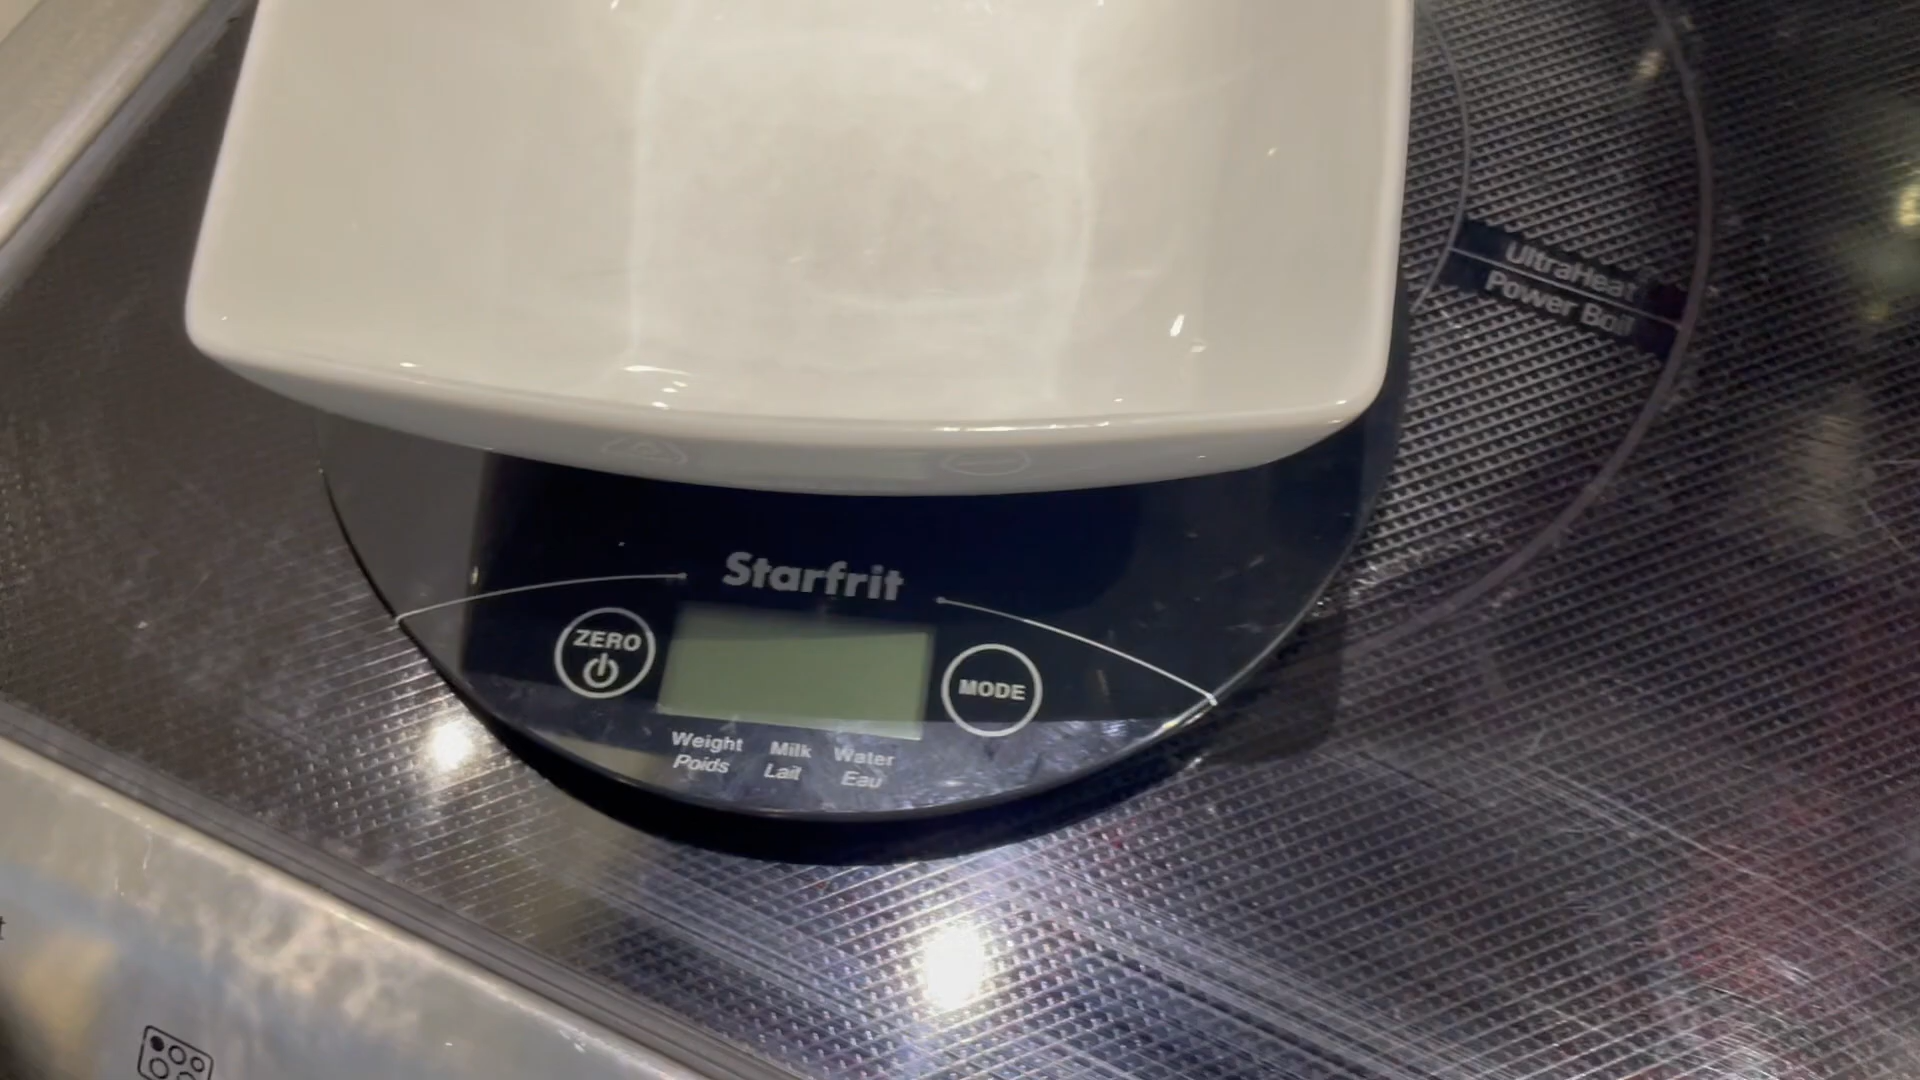 UltraHeat
Power Boil
Starfrit
ZERO
MODE
Weight Milk Water
Poids Lait Eau